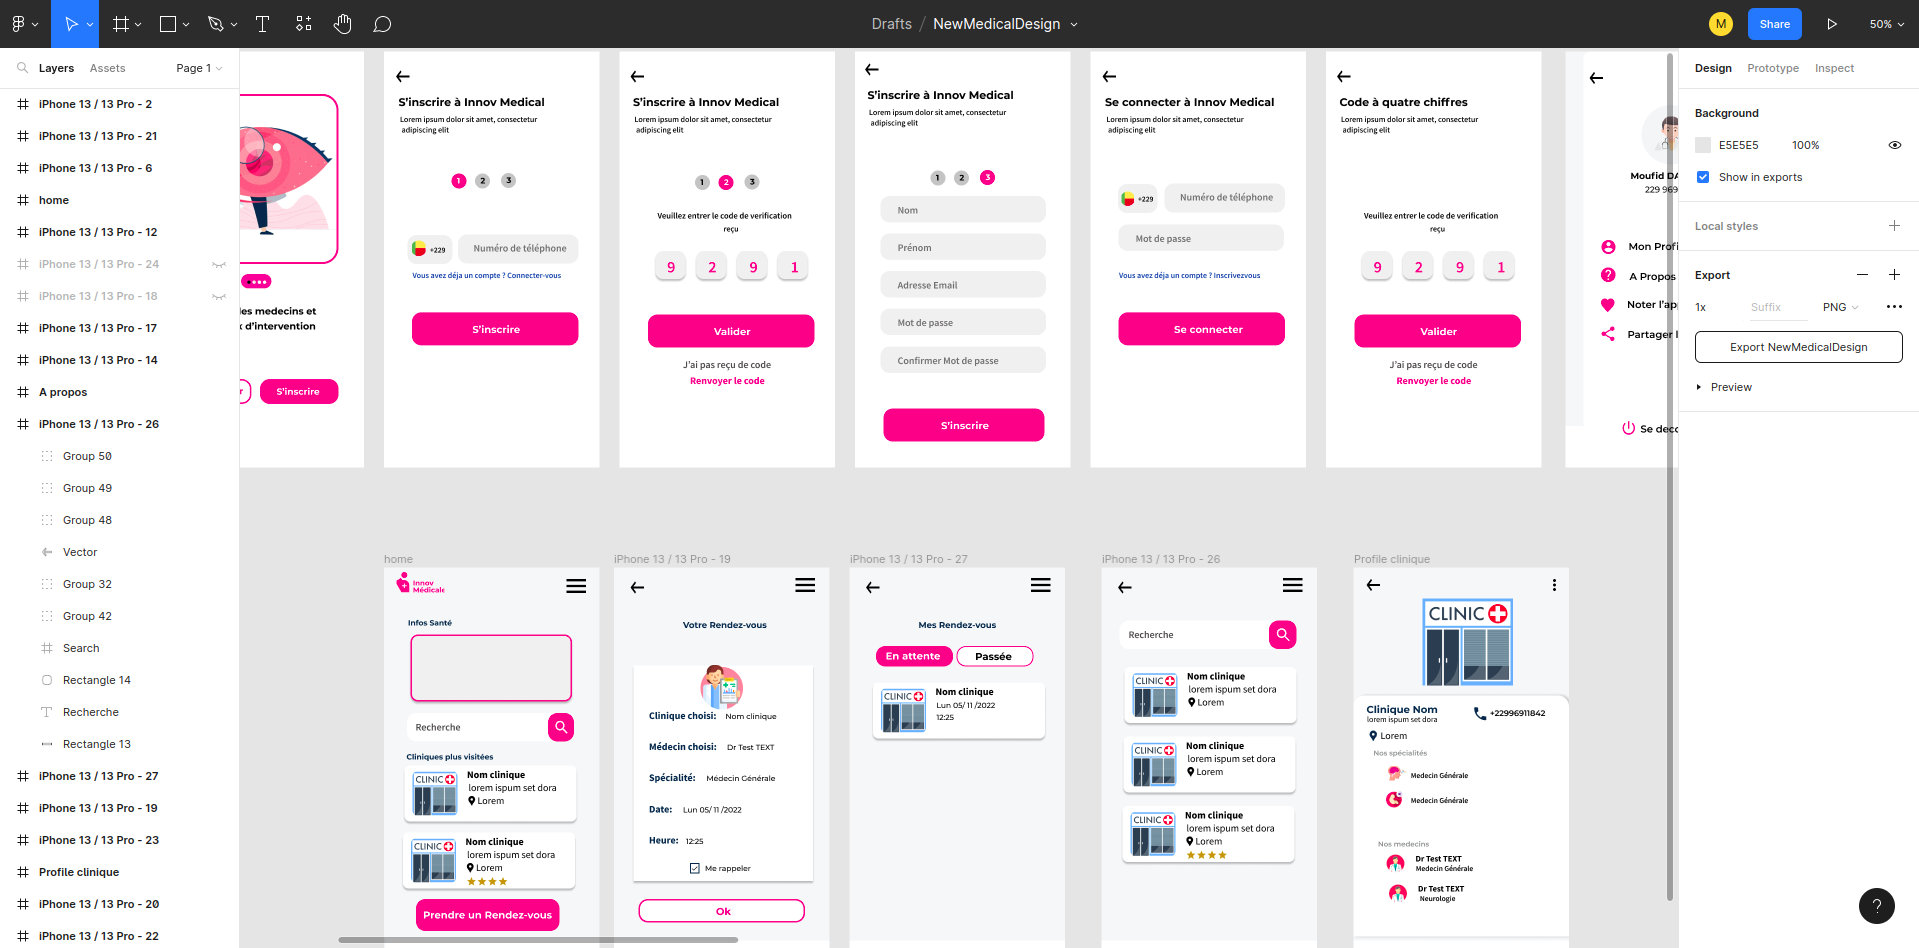 Drafts / NewMedicalDesign
M
Share
50%
Layers
Assets
Page 1
iPhone 13 / 13 Pro - 2
iPhone 13 / 13 Pro - 21
iPhone 13 / 13 Pro - 6
home
iPhone 13 / 13 Pro - 12
iPhone 13 / 13 Pro - 24
iPhone 13 / 13 Pro - 18
iPhone 13 / 13 Pro - 17
iPhone 13 / 13 Pro - 14
A propos
iPhone 13 / 13 Pro - 26
Group 50
Group 49
Group 48
Vector
Group 32
Group 42
Search
Rectangle 14
Recherche
Rectangle 13
iPhone 13 / 13 Pro - 27
iPhone 13 / 13 Pro - 19
iPhone 13 / 13 Pro - 23
Profile clinique
iPhone 13 / 13 Pro - 20
iPhone 13 / 13 Pro - 22
les medecins et
d'intervention
S'inscrire
S'inscrire à Innov Medical
Lorem ipsum dolor sit amet, consectetur
adipiscing elit
1 2 3
+229
Numéro de téléphone
Vous avez déja un compte ? Connecter-vous
S'inscrire
S'inscrire à Innov Medical
Lorem ipsum dolor sit amet, consectetur
adipiscing elit
1 2 3
Veuillez entrer le code de verification
reçu
9 2 9 1
Valider
J'ai pas reçu de code
Renvoyer le code
S'inscrire à Innov Medical
Lorem ipsum dolor sit amet, consectetur
adipiscing elit
1 2 3
Nom
Prénom
Adresse Email
Mot de passe
Confirmer Mot de passe
S'inscrire
Se connecter à Innov Medical
Lorem ipsum dolor sit amet, consectetur
adipiscing elit
+229
Numéro de téléphone
Mot de passe
Vous avez déja un compte ? Inscrivezvous
Se connecter
Code à quatre chiffres
Lorem ipsum dolor sit amet, consectetur
adipiscing elit
Veuillez entrer le code de verification
reçu
9 2 9 1
Valider
J'ai pas reçu de code
Renvoyer le code
Moufid DA
229 969
Mon Profi
A Propos
Noter l'app
Partager l
Se deco
home
Innov
Médicale
Infos Santé
Recherche
Cliniques plus visitées
CLINIC
Nom clinique
lorem ispum set dora
Lorem
CLINIC
Nom clinique
lorem ispum set dora
Lorem
Prendre un Rendez-vous
iPhone 13 / 13 Pro - 19
Votre Rendez-vous
Clinique choisi: Nom clinique
Médecin choisi: Dr Test TEXT
Spécialité: Médecin Générale
Date: Lun 05/ 11 /2022
Heure: 12:25
Me rappeler
Ok
iPhone 13 / 13 Pro - 27
Mes Rendez-vous
En attente
Passée
CLINIC
Nom clinique
Lun 05/ 11 /2022
12:25
iPhone 13 / 13 Pro - 26
Recherche
CLINIC
Nom clinique
lorem ispum set dora
Lorem
CLINIC
Nom clinique
lorem ispum set dora
Lorem
CLINIC
Nom clinique
lorem ispum set dora
Lorem
Profile clinique
CLINIC
Clinique Nom
lorem ispum set dora
+22996911842
Lorem
Nos spécialités
Medecin Générale
Medecin Générale
Nos medecins
Dr Test TEXT
Medecin Générale
Dr Test TEXT
Neurologie
Design
Prototype
Inspect
Background
E5E5E5
100%
Show in exports
Local styles
Export
1x
Suffix
PNG
Export NewMedicalDesign
Preview
?